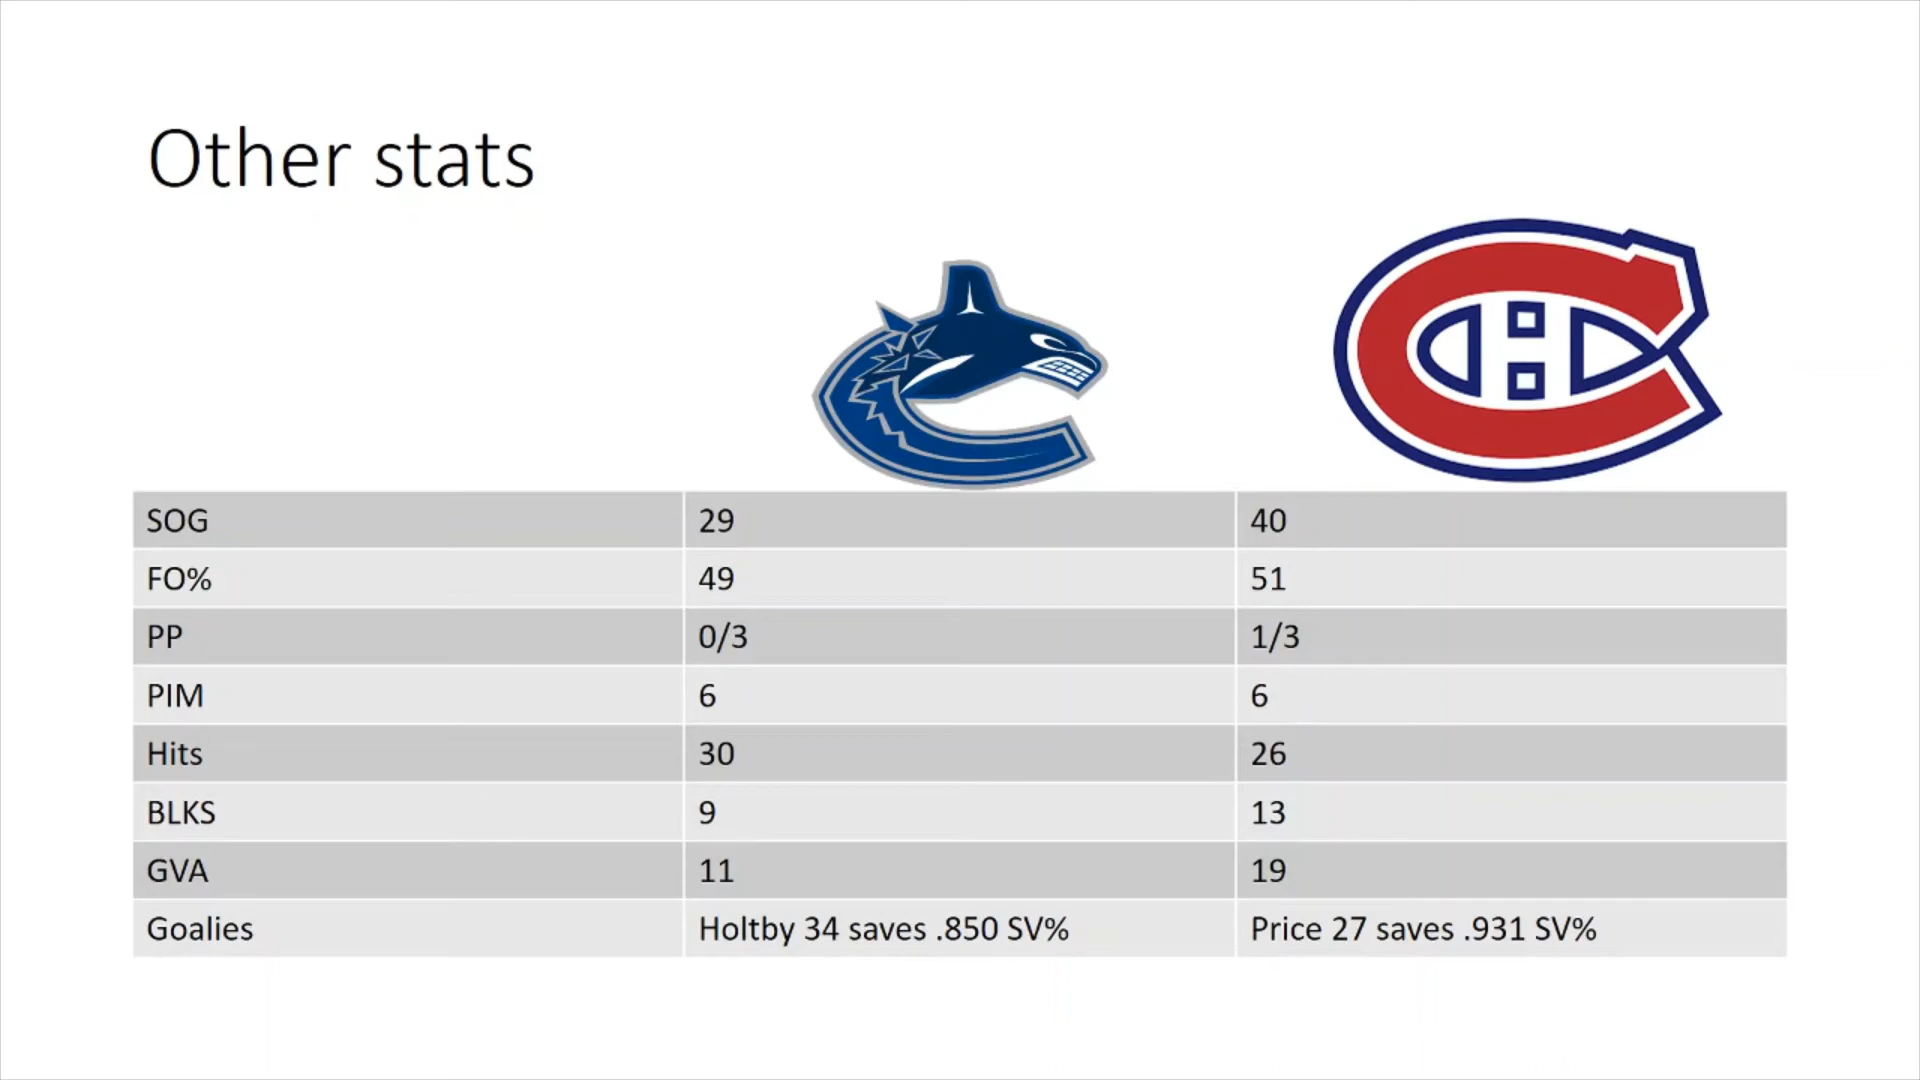 Other stats
SOG 29 40
FO% 49 51
PP 0/3 1/3
PIM 6 6
Hits 30 26
BLKS 9 13
GVA 11 19
Goalies Holtby 34 saves .850 SV% Price 27 saves .931 SV%